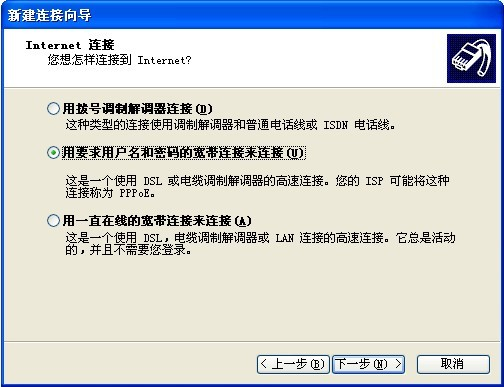 新建连接向导
Internet 连接
您想怎样连接到 Internet?
用拨号调制解调器连接(D)
这种类型的连接使用调制解调器和普通电话线或 ISDN 电话线。
用要求用户名和密码的宽带连接来连接(U)
这是一个使用 DSL 或电缆调制解调器的高速连接。您的 ISP 可能将这种
连接称为 PPPoE。
用一直在线的宽带连接来连接(A)
这是一个使用 DSL，电缆调制解调器或 LAN 连接的高速连接。它总是活动
的，并且不需要您登录。
< 上一步(B) 下一步(N) > 取消